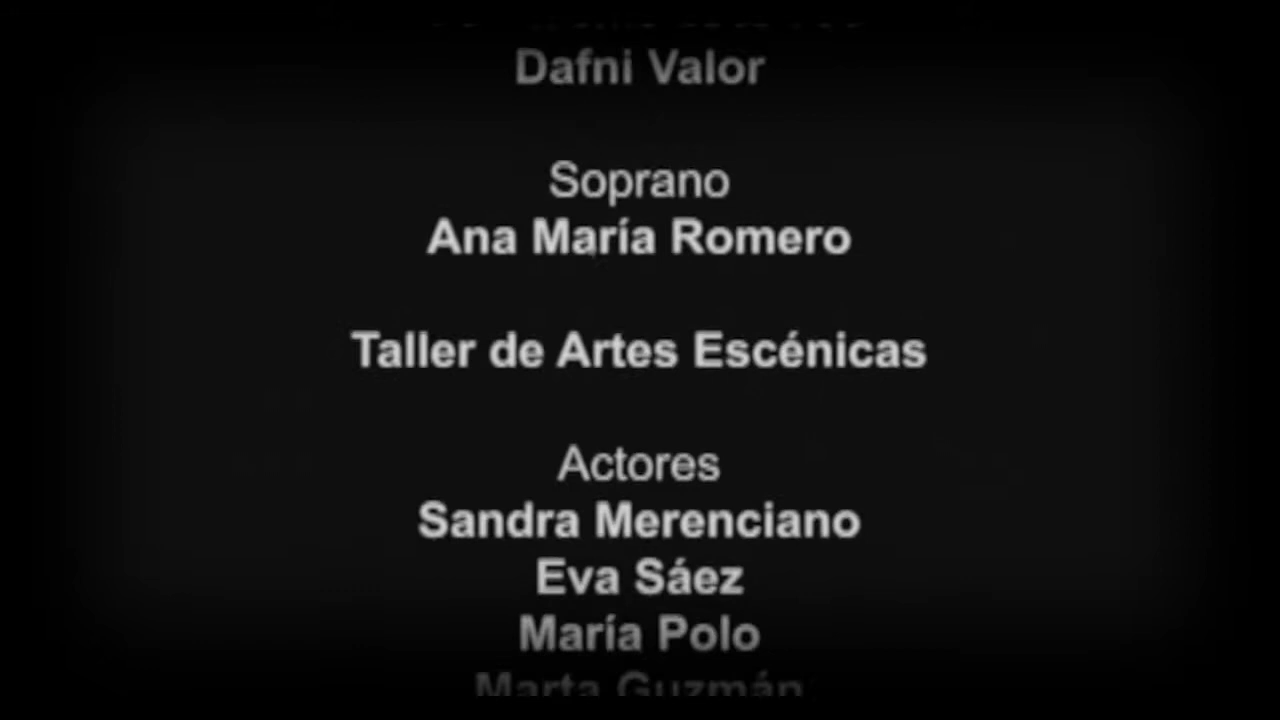 Dafni Valor
Soprano
Ana María Romero
Taller de Artes Escénicas
Actores
Sandra Merenciano
Eva Sáez
María Polo
Marta Guzmán